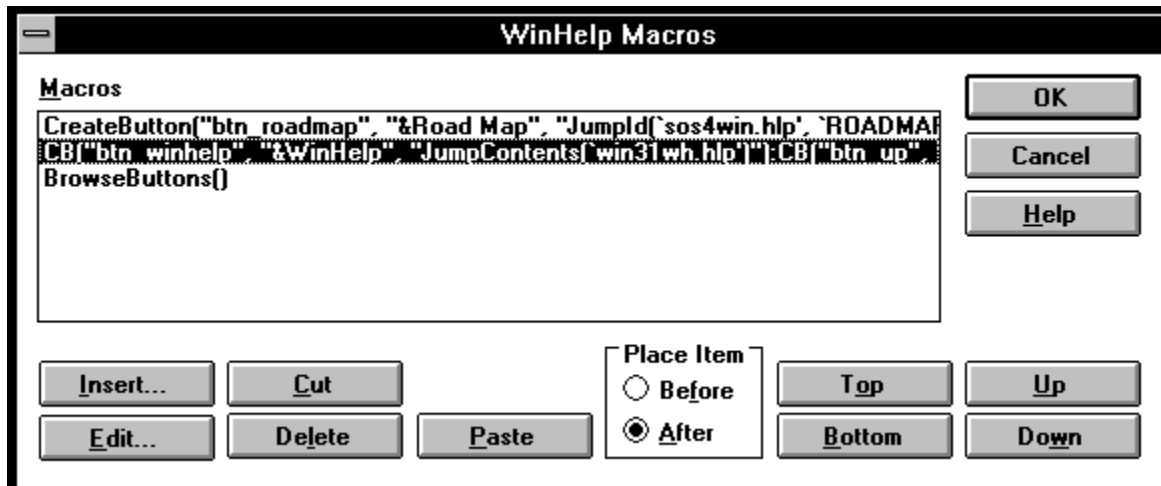 WinHelp Macros
Macros
CreateButton("btn_roadmap", "&Road Map", "JumpId(`sos4win.hlp', `ROADMAP
CB("btn_winhelp", "&WinHelp", "JumpContents(`win31wh.hlp')"):CB("btn_up",
BrowseButtons()
OK
Cancel
Help
Insert...
Cut
Place Item
Before
After
Top
Up
Edit...
Delete
Paste
Bottom
Down